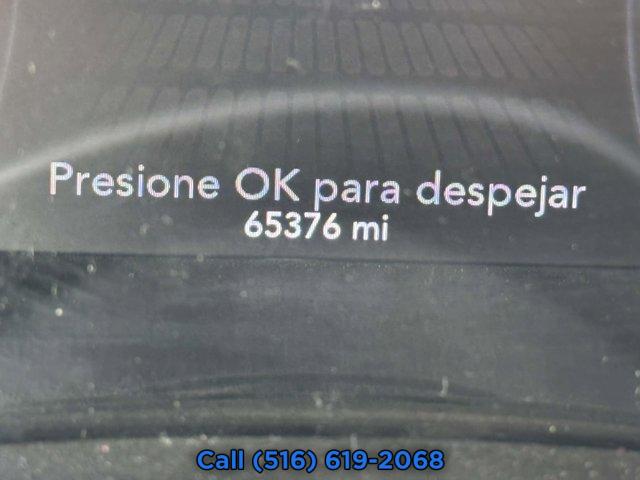 Presione OK para despejar
65376 mi
Call (516) 619-2068